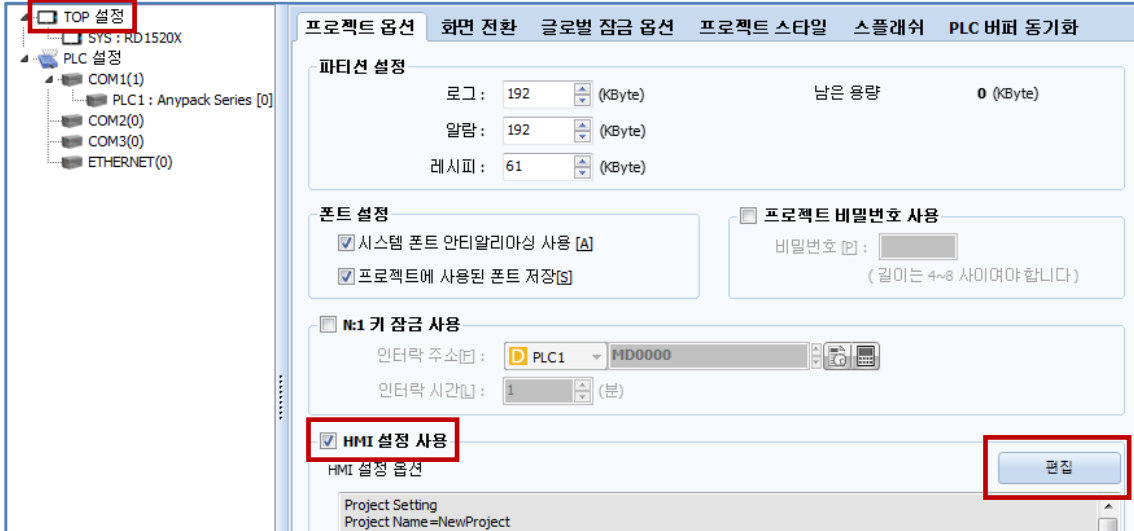 TOP 설정
SYS : RD1520X
PLC 설정
COM1(1)
PLC1 : Anypack Series [0]
COM2(0)
COM3(0)
ETHERNET(0)
프로젝트 옵션 화면 전환 글로벌 잠금 옵션 프로젝트 스타일 스플래쉬 PLC 버퍼 동기화
파티션 설정
로그 : 192 (KByte) 남은 용량 0 (KByte)
알람 : 192 (KByte)
레시피 : 61 (KByte)
폰트 설정
시스템 폰트 안티알리아싱 사용 [A]
프로젝트에 사용된 폰트 저장[S]
프로젝트 비밀번호 사용
비밀번호 [P] :
( 길이는 4~8 사이여야 합니다 )
N:1 키 잠금 사용
인터락 주소[F] : D PLC1 MD0000
인터락 시간[L] : 1 (분)
HMI 설정 사용
HMI 설정 옵션
편집
Project Setting
Project Name=NewProject